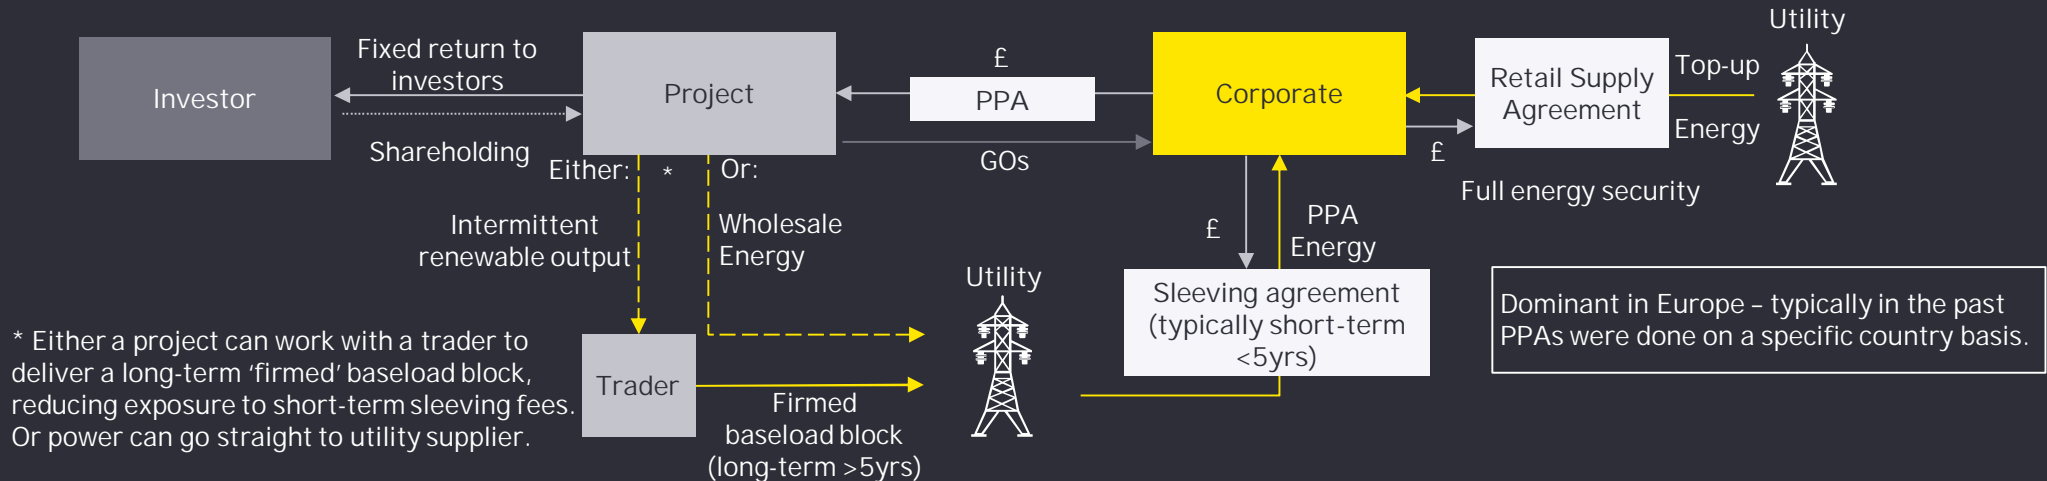 Utility
Investor
Fixed return to
investors
Shareholding
Project
£
PPA
GOs
Corporate
Retail Supply
Agreement
Top-up
Energy
£
Full energy security
Either:
*
Or:
Intermittent
renewable output
Wholesale
Energy
£
PPA
Energy
Utility
Sleeving agreement
(typically short-term
<5yrs)
Dominant in Europe – typically in the past
PPAs were done on a specific country basis.
* Either a project can work with a trader to
deliver a long-term ‘firmed’ baseload block,
reducing exposure to short-term sleeving fees.
Or power can go straight to utility supplier.
Trader
Firmed
baseload block
(long-term >5yrs)